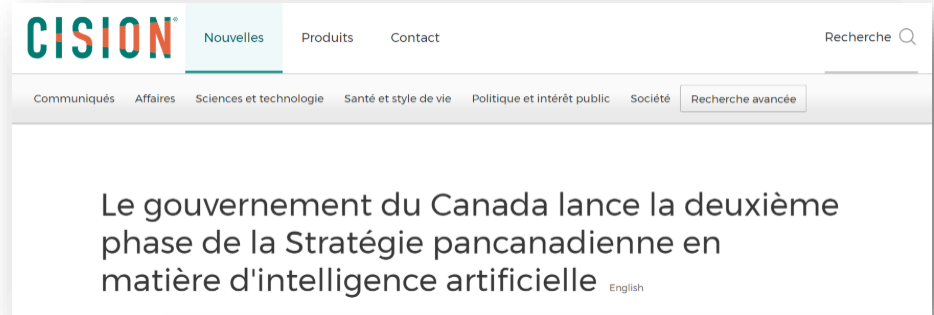 CISION
Nouvelles Produits Contact Recherche
Communiqués Affaires Sciences et technologie Santé et style de vie Politique et intérêt public Société Recherche avancée
Le gouvernement du Canada lance la deuxième
phase de la Stratégie pancanadienne en
matière d'intelligence artificielle English